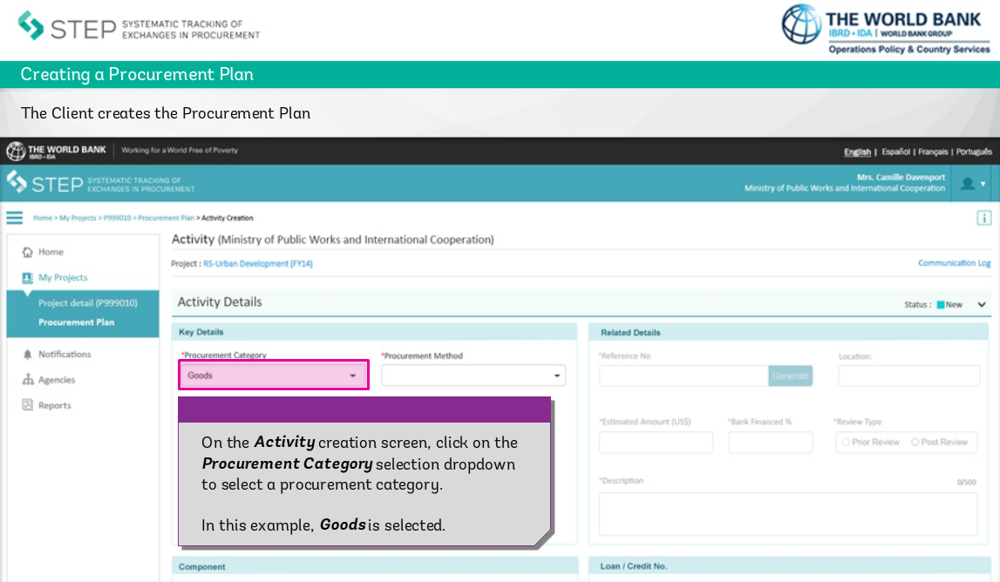 STEP SYSTEMATIC TRACKING OF
EXCHANGES IN PROCUREMENT
THE WORLD BANK
IBRD • IDA | WORLD BANK GROUP
Operations Policy & Country Services
Creating a Procurement Plan
The Client creates the Procurement Plan
THE WORLD BANK
IBRD • IDA
Working for a World Free of Poverty
English | Español | Français | Português
STEP SYSTEMATIC TRACKING OF
EXCHANGES IN PROCUREMENT
Mrs. Camille Davenport
Ministry of Public Works and International Cooperation
Home > My Projects > P999010 > Procurement Plan > Activity Creation
Home
My Projects
Project detail (P999010)
Procurement Plan
Notifications
Agencies
Reports
Activity (Ministry of Public Works and International Cooperation)
Project : RS-Urban Development (FY14)
Communication Log
Activity Details
Status : New
Key Details
*Procurement Category
*Procurement Method
Goods
On the Activity creation screen, click on the
Procurement Category selection dropdown
to select a procurement category.
In this example, Goods is selected.
Related Details
*Reference No
Location:
Generate
*Estimated Amount (US$)
*Bank Financed %
*Review Type
Prior Review
Post Review
*Description
0/500
Component
Loan / Credit No.